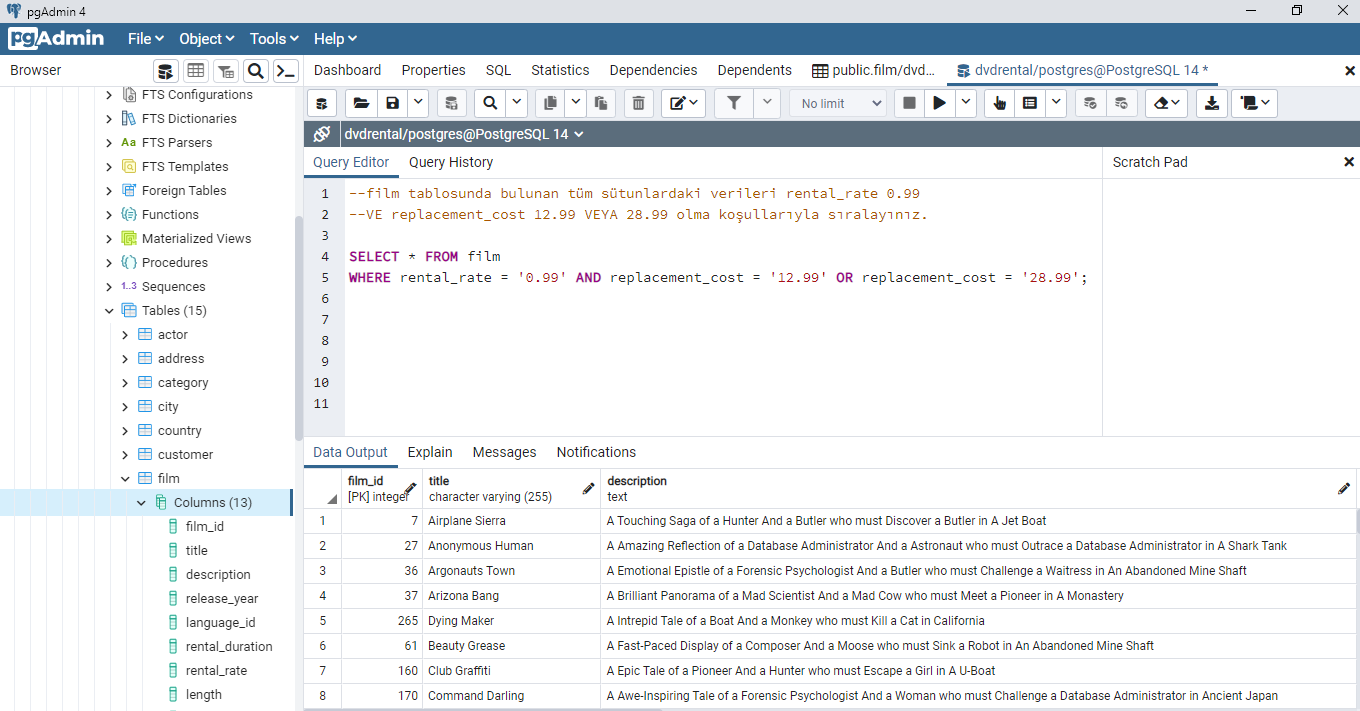 pgAdmin 4
pgAdmin File Object Tools Help
Browser
Dashboard Properties SQL Statistics Dependencies Dependents public.film/dvd... dvdrental/postgres@PostgreSQL 14 *
No limit
dvdrental/postgres@PostgreSQL 14
Query Editor Query History
Scratch Pad
1 --film tablosunda bulunan tüm sütunlardaki verileri rental_rate 0.99
2 --VE replacement_cost 12.99 VEYA 28.99 olma koşullarıyla sıralayınız.
3
4 SELECT * FROM film
5 WHERE rental_rate = '0.99' AND replacement_cost = '12.99' OR replacement_cost = '28.99';
6
7
8
9
10
11
FTS Configurations
FTS Dictionaries
Aa FTS Parsers
FTS Templates
Foreign Tables
Functions
Materialized Views
Procedures
1..3 Sequences
Tables (15)
actor
address
category
city
country
customer
film
Columns (13)
film_id
title
description
release_year
language_id
rental_duration
rental_rate
length
Data Output Explain Messages Notifications
film_id title description
[PK] integer character varying (255) text
1 7 Airplane Sierra A Touching Saga of a Hunter And a Butler who must Discover a Butler in A Jet Boat
2 27 Anonymous Human A Amazing Reflection of a Database Administrator And a Astronaut who must Outrace a Database Administrator in A Shark Tank
3 36 Argonauts Town A Emotional Epistle of a Forensic Psychologist And a Butler who must Challenge a Waitress in An Abandoned Mine Shaft
4 37 Arizona Bang A Brilliant Panorama of a Mad Scientist And a Mad Cow who must Meet a Pioneer in A Monastery
5 265 Dying Maker A Intrepid Tale of a Boat And a Monkey who must Kill a Cat in California
6 61 Beauty Grease A Fast-Paced Display of a Composer And a Moose who must Sink a Robot in An Abandoned Mine Shaft
7 160 Club Graffiti A Epic Tale of a Pioneer And a Hunter who must Escape a Girl in A U-Boat
8 170 Command Darling A Awe-Inspiring Tale of a Forensic Psychologist And a Woman who must Challenge a Database Administrator in Ancient Japan